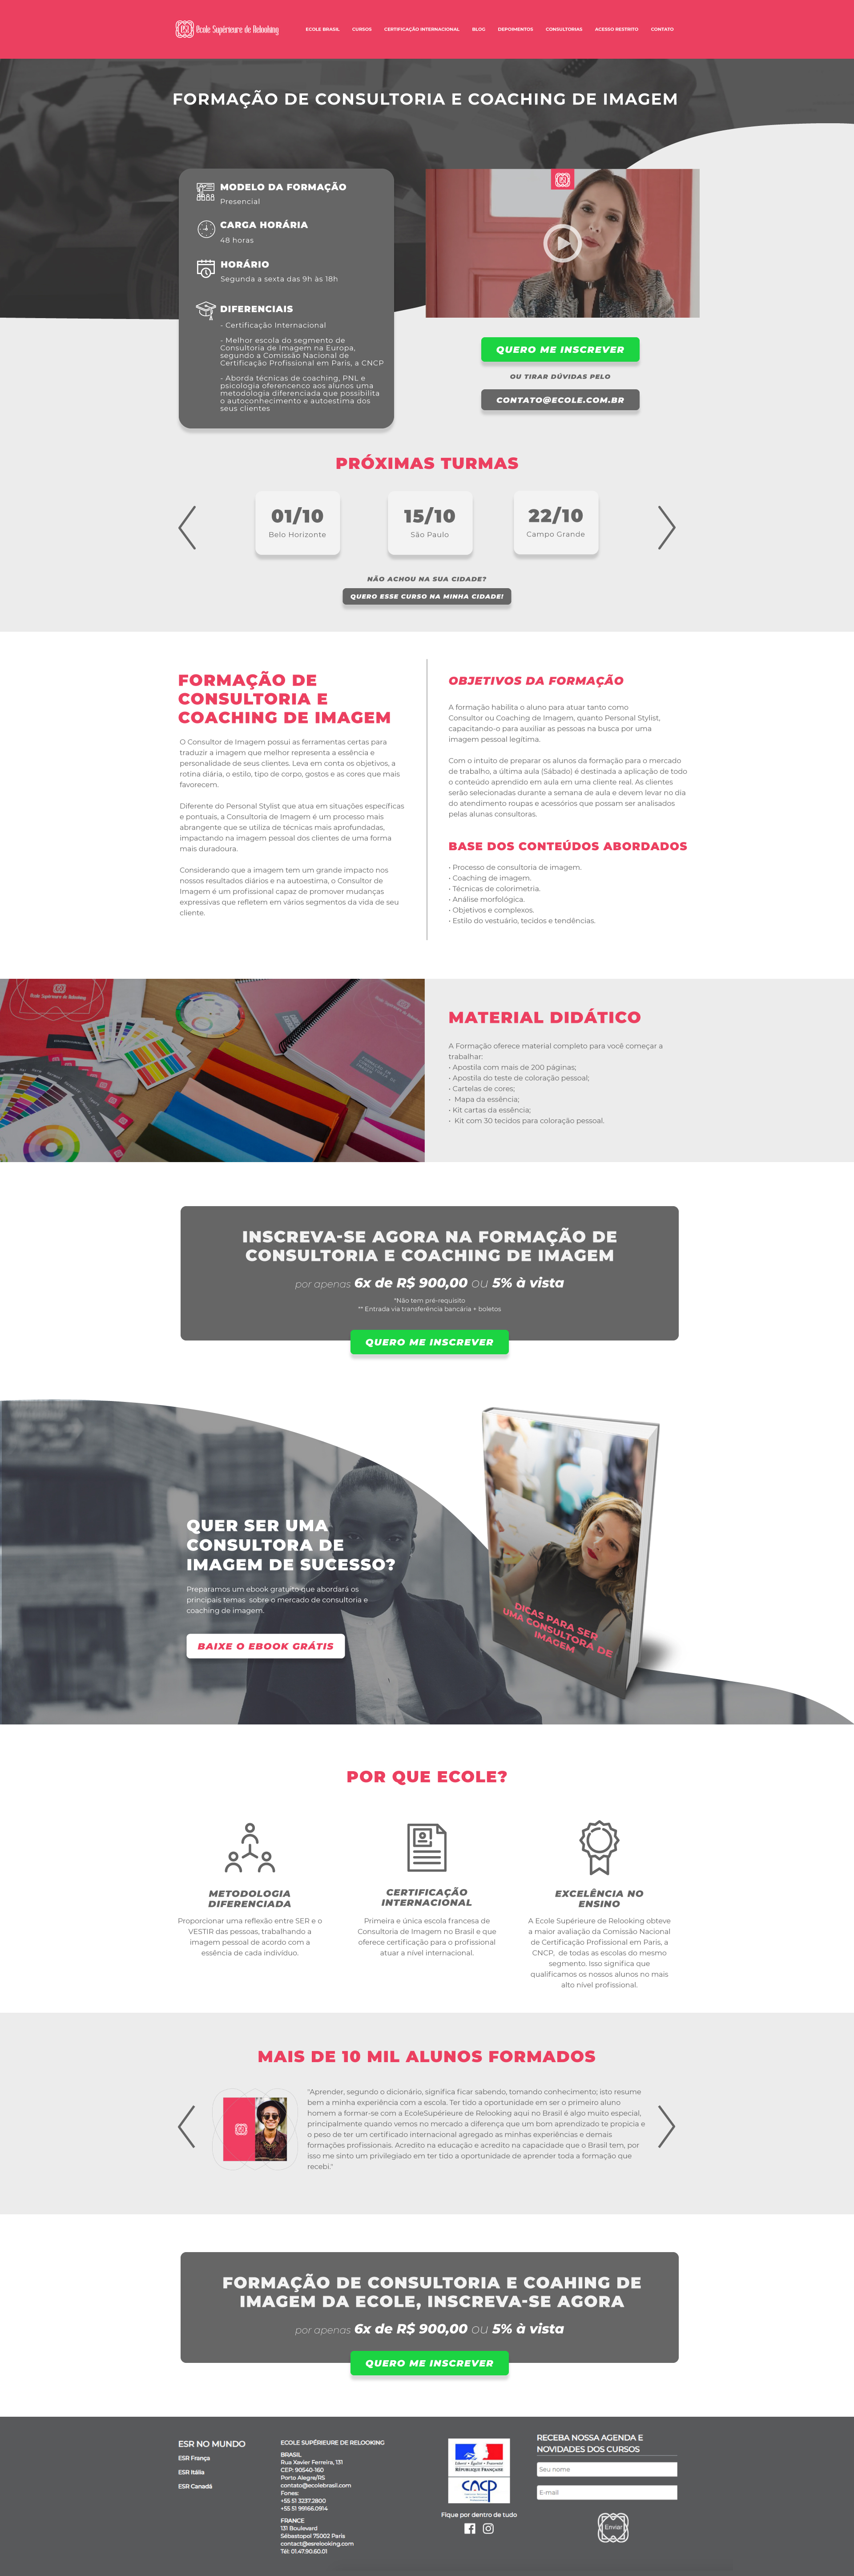 Ecole Supérieure de Relooking
ECOLE BRASIL CURSOS CERTIFICAÇÃO INTERNACIONAL BLOG DEPOIMENTOS CONSULTORIAS ACESSO RESTRITO CONTATO
FORMAÇÃO DE CONSULTORIA E COACHING DE IMAGEM
MODELO DA FORMAÇÃO
Presencial
CARGA HORÁRIA
48 horas
HORÁRIO
Segunda a sexta das 9h às 18h
DIFERENCIAIS
- Certificação Internacional
- Melhor escola do segmento de
Consultoria de Imagem na Europa,
segundo a Comissão Nacional de
Certificação Profissional em Paris, a CNCP
- Aborda técnicas de coaching, PNL e
psicologia oferencenco aos alunos uma
metodologia diferenciada que possibilita
o autoconhecimento e autoestima dos
seus clientes
QUERO ME INSCREVER
OU TIRAR DÚVIDAS PELO
CONTATO@ECOLE.COM.BR
PRÓXIMAS TURMAS
01/10
Belo Horizonte
15/10
São Paulo
22/10
Campo Grande
NÃO ACHOU NA SUA CIDADE?
QUERO ESSE CURSO NA MINHA CIDADE!
FORMAÇÃO DE
CONSULTORIA E
COACHING DE IMAGEM
O Consultor de Imagem possui as ferramentas certas para
traduzir a imagem que melhor representa a essência e
personalidade de seus clientes. Leva em conta os objetivos, a
rotina diária, o estilo, tipo de corpo, gostos e as cores que mais
favorecem.
Diferente do Personal Stylist que atua em situações específicas
e pontuais, a Consultoria de Imagem é um processo mais
abrangente que se utiliza de técnicas mais aprofundadas,
impactando na imagem pessoal dos clientes de uma forma
mais duradoura.
Considerando que a imagem tem um grande impacto nos
nossos resultados diários e na autoestima, o Consultor de
Imagem é um profissional capaz de promover mudanças
expressivas que refletem em vários segmentos da vida de seu
cliente.
OBJETIVOS DA FORMAÇÃO
A formação habilita o aluno para atuar tanto como
Consultor ou Coaching de Imagem, quanto Personal Stylist,
capacitando-o para auxiliar as pessoas na busca por uma
imagem pessoal legítima.
Com o intuito de preparar os alunos da formação para o mercado
de trabalho, a última aula (Sábado) é destinada a aplicação de todo
o conteúdo aprendido em aula em uma cliente real. As clientes
serão selecionadas durante a semana de aula e devem levar no dia
do atendimento roupas e acessórios que possam ser analisados
pelas alunas consultoras.
BASE DOS CONTEÚDOS ABORDADOS
• Processo de consultoria de imagem.
• Coaching de imagem.
• Técnicas de colorimetria.
• Análise morfológica.
• Objetivos e complexos.
• Estilo do vestuário, tecidos e tendências.
Ecole Supérieure de Relooking
MATERIAL DIDÁTICO
A Formação oferece material completo para você começar a
trabalhar:
• Apostila com mais de 200 páginas;
• Apostila do teste de coloração pessoal;
• Cartelas de cores;
• Mapa da essência;
• Kit cartas da essência;
• Kit com 30 tecidos para coloração pessoal.
INSCREVA-SE AGORA NA FORMAÇÃO DE
CONSULTORIA E COACHING DE IMAGEM
por apenas 6x de R$ 900,00 ou 5% à vista
*Não tem pré-requisito
** Entrada via transferência bancária + boletos
QUERO ME INSCREVER
QUER SER UMA
CONSULTORA DE
IMAGEM DE SUCESSO?
Preparamos um ebook gratuito que abordará os
principais temas sobre o mercado de consultoria e
coaching de imagem.
BAIXE O EBOOK GRÁTIS
DICAS PARA SER
UMA CONSULTORA DE
IMAGEM
POR QUE ECOLE?
METODOLOGIA
DIFERENCIADA
Proporcionar uma reflexão entre SER e o
VESTIR das pessoas, trabalhando a
imagem pessoal de acordo com a
essência de cada indivíduo.
CERTIFICAÇÃO
INTERNACIONAL
Primeira e única escola francesa de
Consultoria de Imagem no Brasil e que
oferece certificação para o profissional
atuar a nível internacional.
EXCELÊNCIA NO
ENSINO
A Ecole Supérieure de Relooking obteve
a maior avaliação da Comissão Nacional
de Certificação Profissional em Paris, a
CNCP, de todas as escolas do mesmo
segmento. Isso significa que
qualificamos os nossos alunos no mais
alto nível profissional.
MAIS DE 10 MIL ALUNOS FORMADOS
"Aprender, segundo o dicionário, significa ficar sabendo, tomando conhecimento; isto resume
bem a minha experiência com a escola. Ter tido a oportunidade em ser o primeiro aluno
homem a formar-se com a EcoleSupérieure de Relooking aqui no Brasil é algo muito especial,
principalmente quando vemos no mercado a diferença que um bom aprendizado te propicia e
o peso de ter um certificado internacional agregado as minhas experiências e demais
formações profissionais. Acredito na educação e acredito na capacidade que o Brasil tem, por
isso me sinto um privilegiado em ter tido a oportunidade de aprender toda a formação que
recebi."
FORMAÇÃO DE CONSULTORIA E COAHING DE
IMAGEM DA ECOLE, INSCREVA-SE AGORA
por apenas 6x de R$ 900,00 ou 5% à vista
QUERO ME INSCREVER
ESR NO MUNDO
ESR França
ESR Itália
ESR Canadá
ECOLE SUPÉRIEURE DE RELOOKING
BRASIL
Rua Xavier Ferreira, 131
CEP: 90540-160
Porto Alegre/RS
contato@ecolebrasil.com
Fones:
+55 51 3237.2800
+55 51 99166.0914
FRANCE
131 Boulevard
Sébastopol 75002 Paris
contact@esrelooking.com
Tél: 01.47.90.60.01
Liberté • Égalité • Fraternité
RÉPUBLIQUE FRANÇAISE
CNCP
Fique por dentro de tudo
RECEBA NOSSA AGENDA E
NOVIDADES DOS CURSOS
Seu nome
E-mail
Enviar